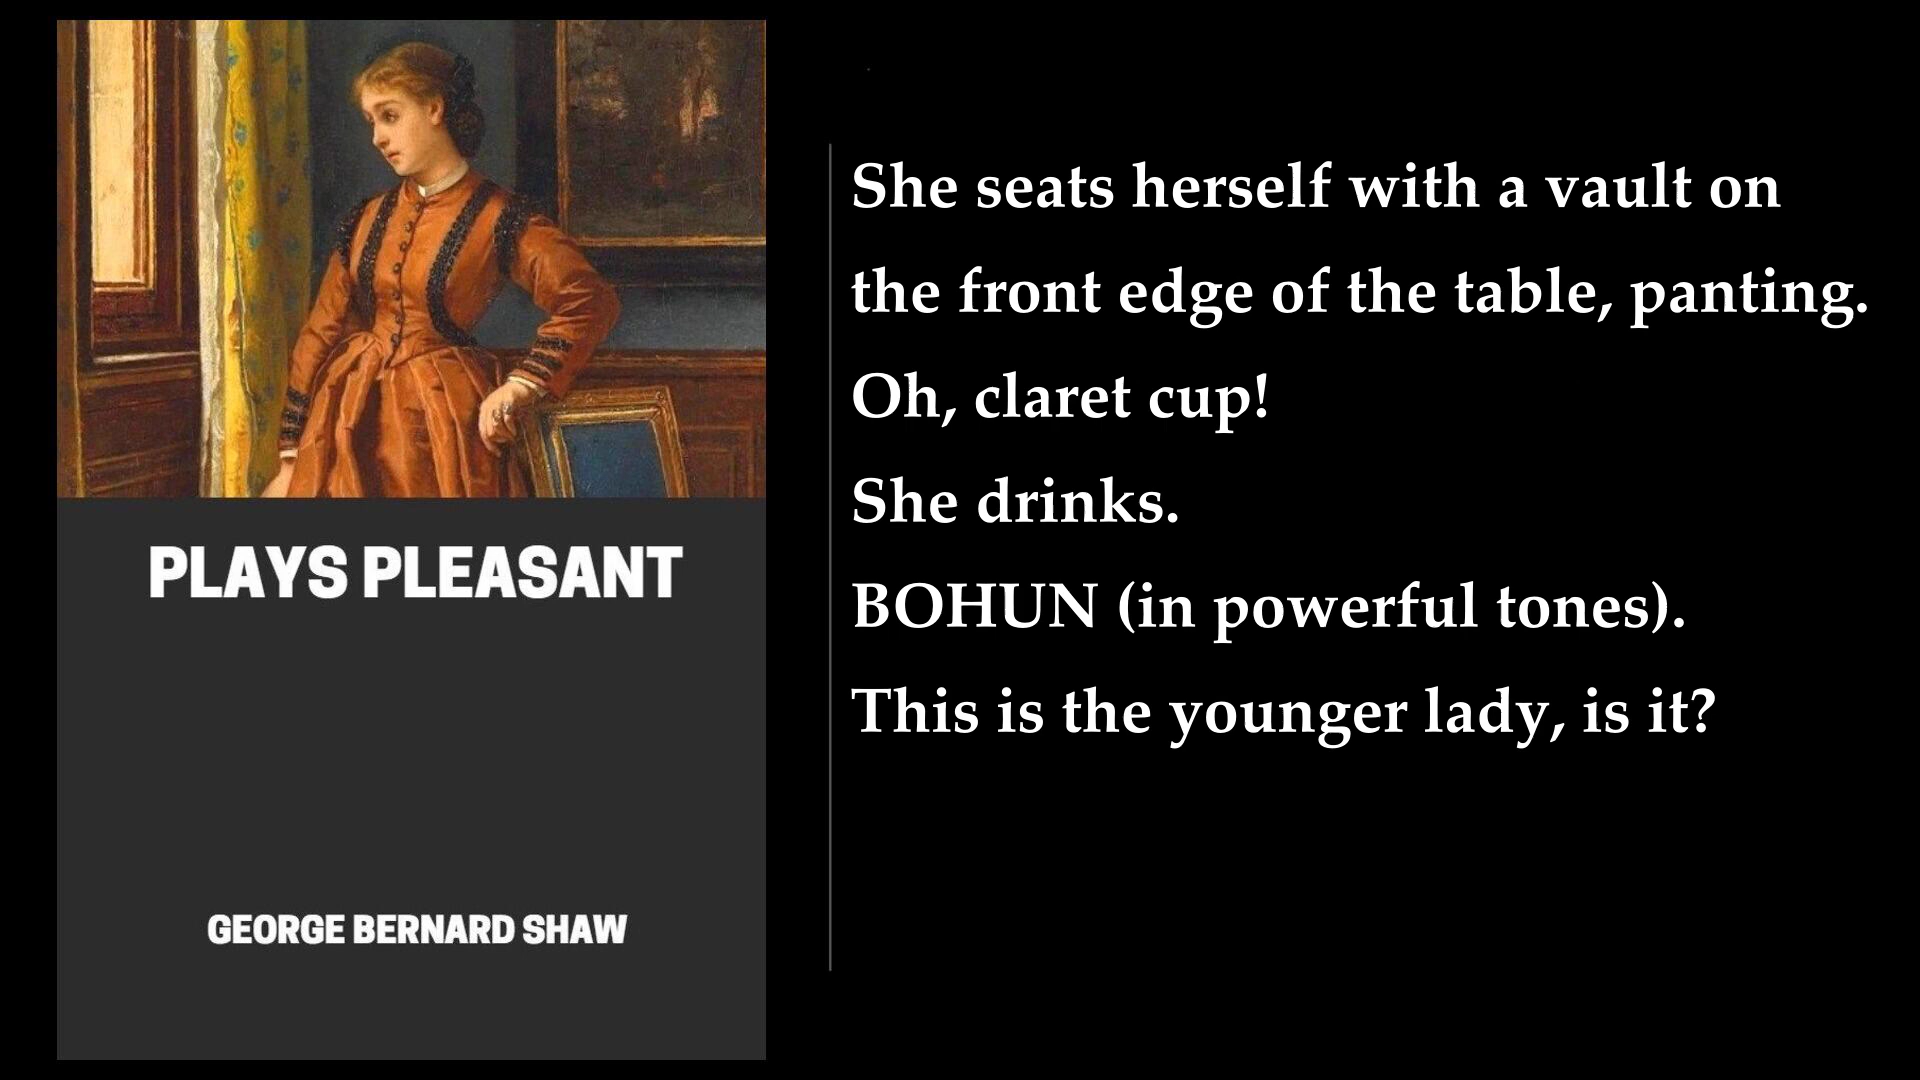 PLAYS PLEASANT
GEORGE BERNARD SHAW
She seats herself with a vault on
the front edge of the table, panting.
Oh, claret cup!
She drinks.
BOHUN (in powerful tones).
This is the younger lady, is it?